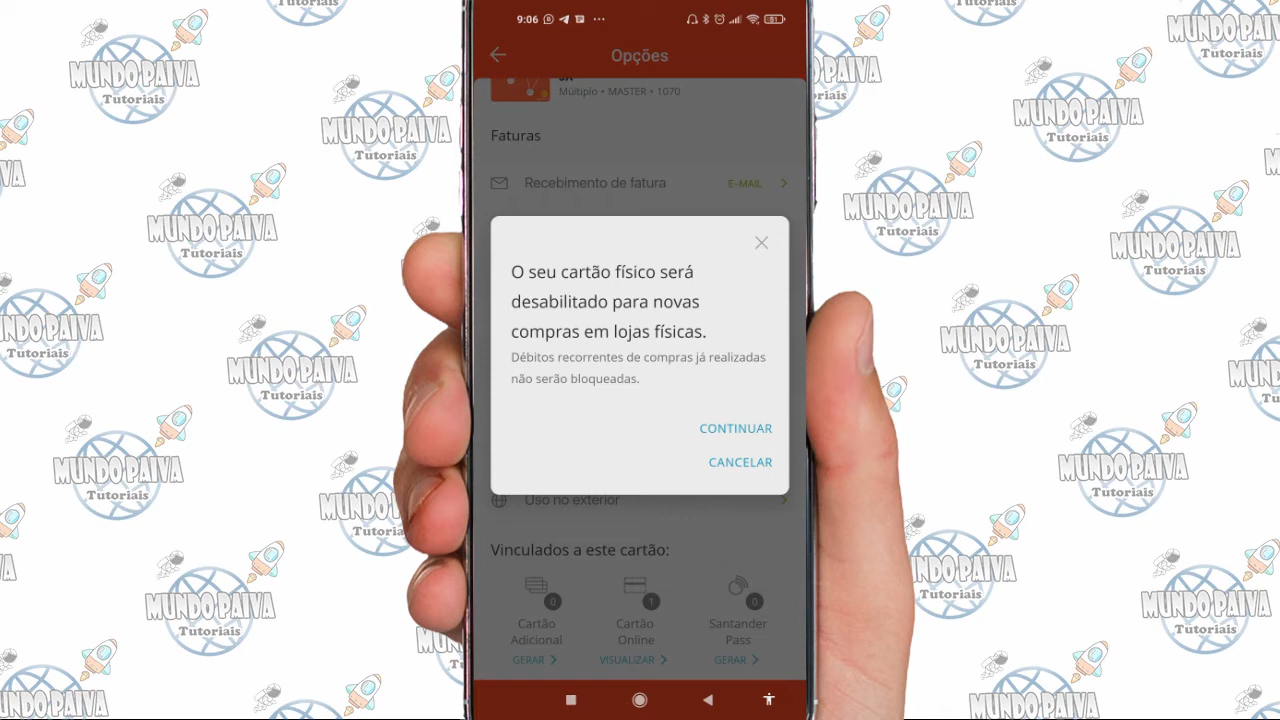 9:06
51
Opções
Múltiplo • MASTER • 1070
Faturas
Recebimento de fatura E-MAIL
O seu cartão físico será
desabilitado para novas
compras em lojas físicas.
Débitos recorrentes de compras já realizadas
não serão bloqueadas.
CONTINUAR
CANCELAR
Uso no exterior
Vinculados a este cartão:
0 1 0
Cartão Adicional
Cartão Online
Santander Pass
GERAR VISUALIZAR GERAR
MUNDO PAIVA
Tutoriais